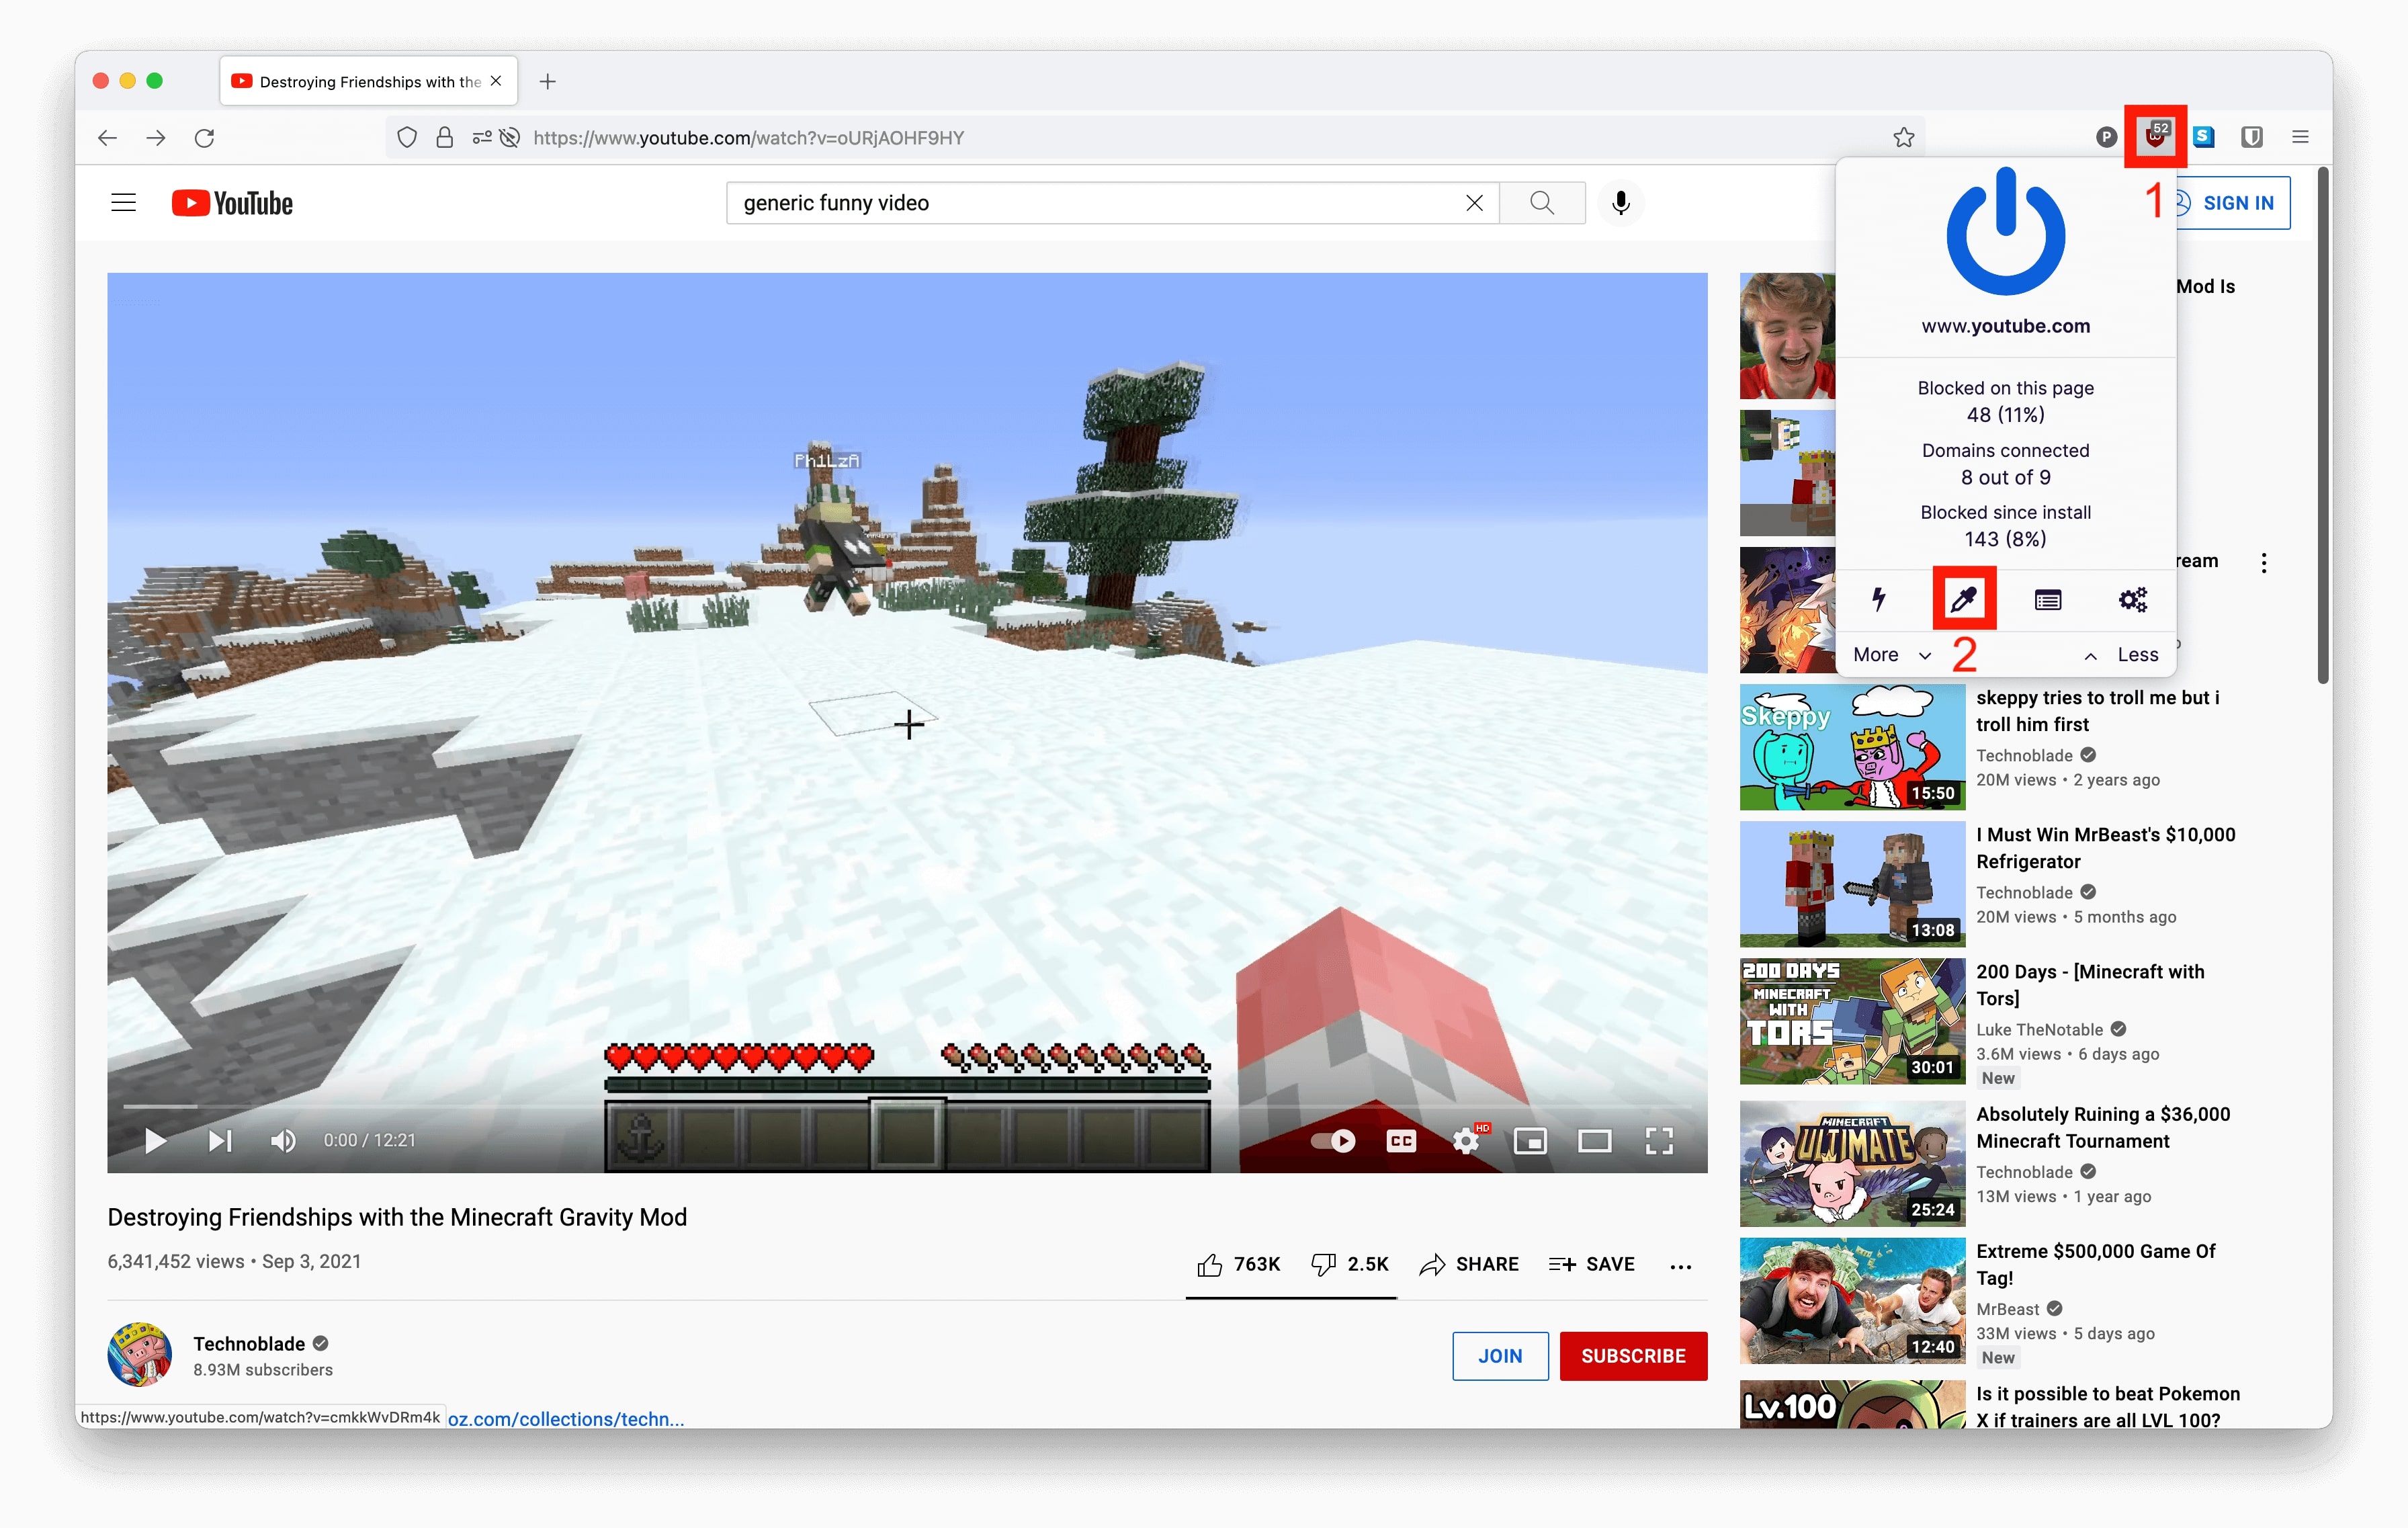 Destroying Friendships with the
https://www.youtube.com/watch?v=oURjAOHF9HY
P
52
S
1
YouTube
generic funny video
SIGN IN
www.youtube.com
Blocked on this page
48 (11%)
Domains connected
8 out of 9
Blocked since install
143 (8%)
More
2
Less
Ph1LzA
0:00 / 12:21
CC
HD
Destroying Friendships with the Minecraft Gravity Mod
6,341,452 views • Sep 3, 2021
763K
2.5K
SHARE
SAVE
Technoblade
8.93M subscribers
JOIN
SUBSCRIBE
https://www.youtube.com/watch?v=cmkkWvDRm4k
oz.com/collections/techn...
Mod Is
ream
Skeppy
15:50
skeppy tries to troll me but i
troll him first
Technoblade
20M views • 2 years ago
13:08
I Must Win MrBeast's $10,000
Refrigerator
Technoblade
20M views • 5 months ago
200 DAYS
MINECRAFT
WITH
TORS
30:01
200 Days - [Minecraft with
Tors]
Luke TheNotable
3.6M views • 6 days ago
New
MINECRAFT
ULTIMATE
25:24
Absolutely Ruining a $36,000
Minecraft Tournament
Technoblade
13M views • 1 year ago
12:40
Extreme $500,000 Game Of
Tag!
MrBeast
33M views • 5 days ago
New
Lv.100
Is it possible to beat Pokemon
X if trainers are all LVL 100?